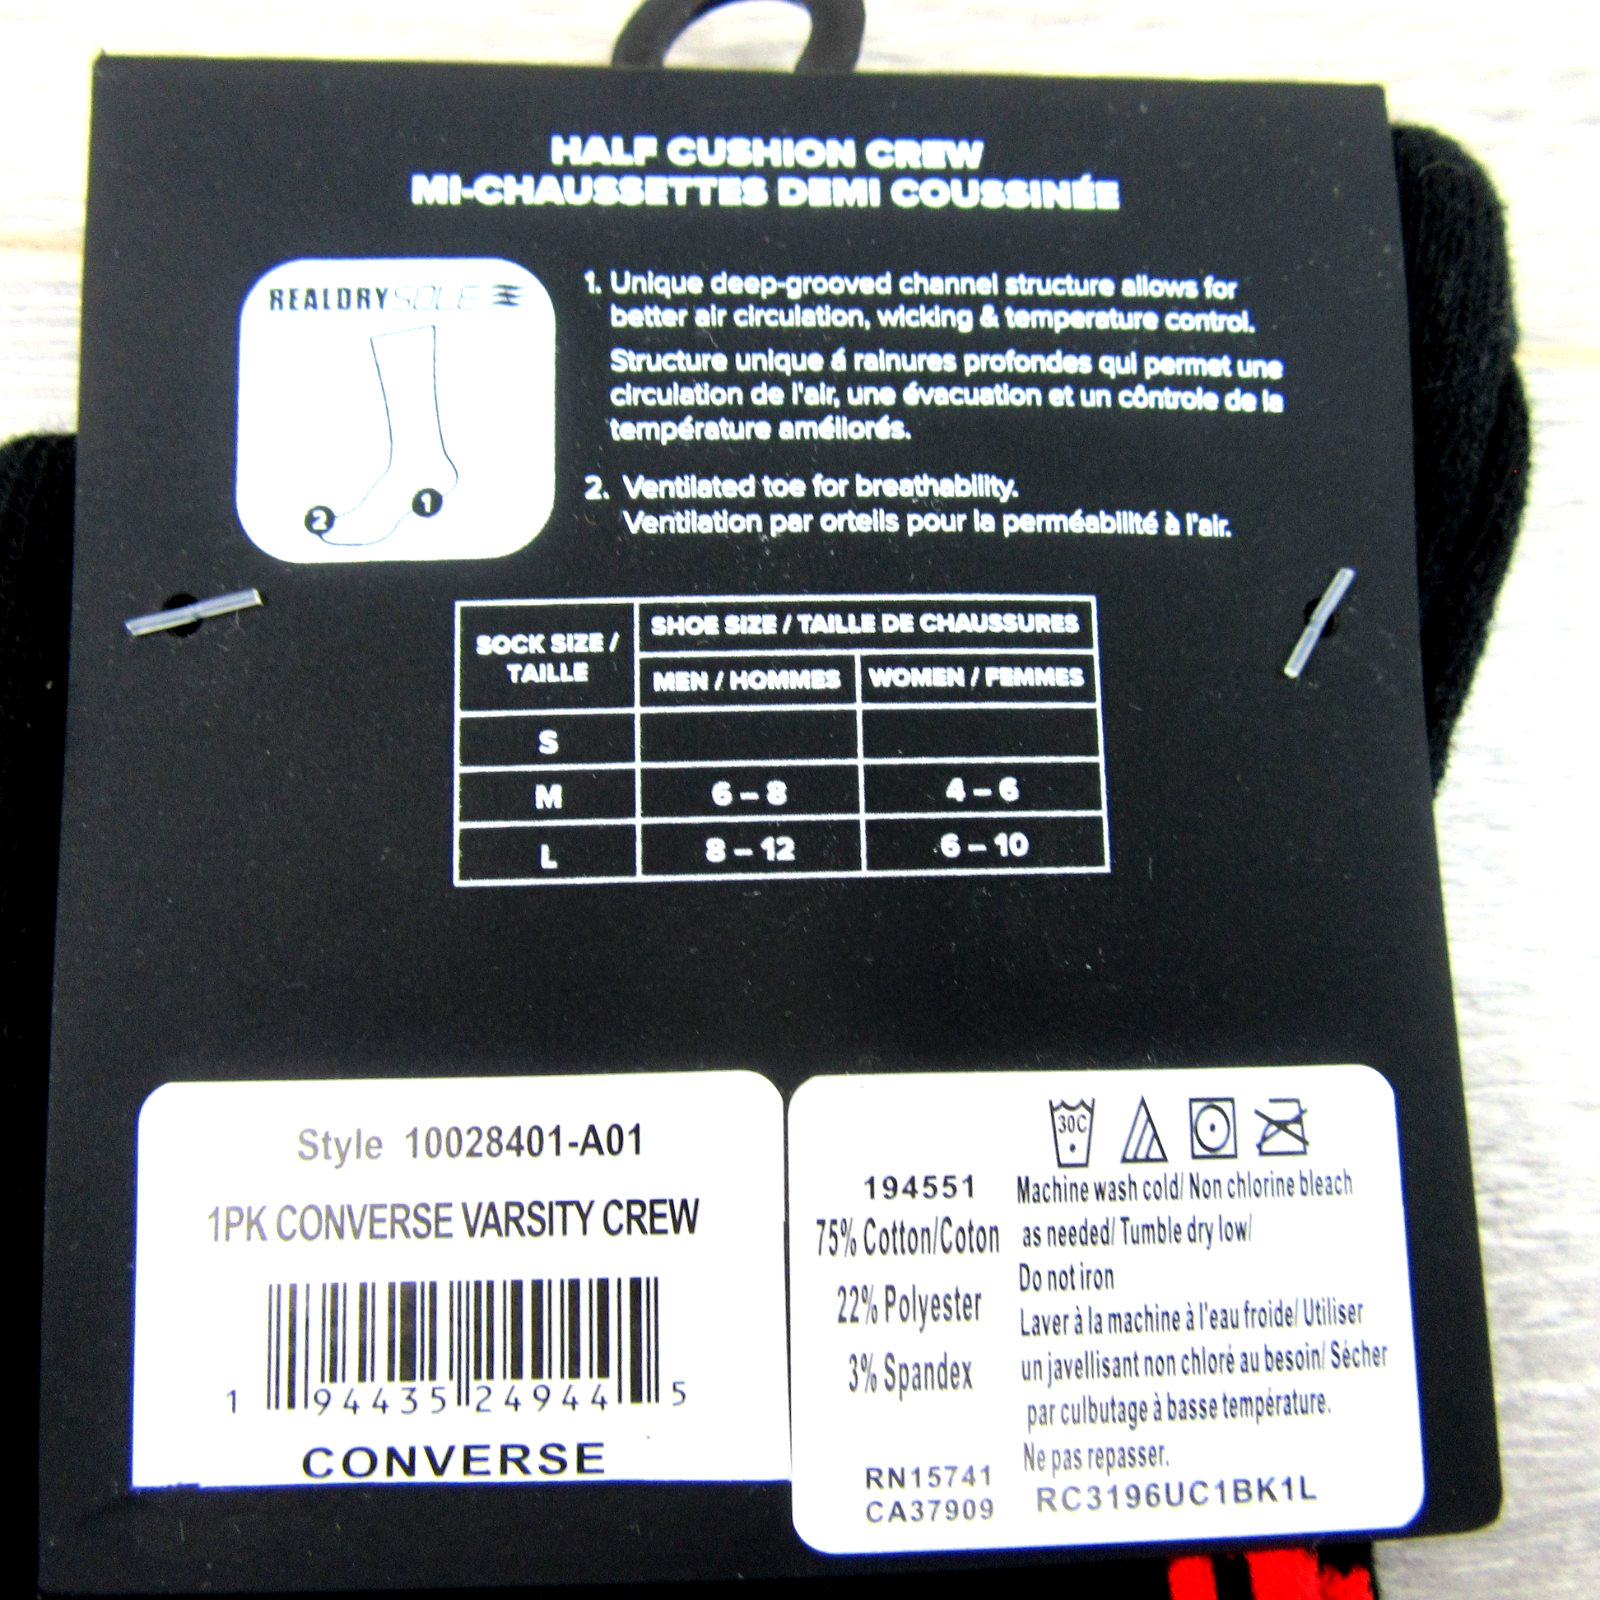 HALF CUSHION CREW
MI-CHAUSSETTES DEMI COUSSINÉE
REALDRYSOLE
1. Unique deep-grooved channel structure allows for
better air circulation, wicking & temperature control.
Structure unique á rainures profondes qui permet une
circulation de l'air, une évacuation et un côntrole de la
température améliorés.
2. Ventilated toe for breathability.
Ventilation par orteils pour la perméabilité à l'air.
1
2
SOCK SIZE / TAILLE
SHOE SIZE / TAILLE DE CHAUSSURES
MEN / HOMMES WOMEN / FEMMES
S
M 6 – 8 4 – 6
L 8 – 12 6 – 10
Style 10028401-A01
1PK CONVERSE VARSITY CREW
1 94435 24944 5
CONVERSE
30C
194551
75% Cotton/Coton
22% Polyester
3% Spandex
RN15741
CA37909
Machine wash cold/ Non chlorine bleach
as needed/ Tumble dry low/
Do not iron
Laver à la machine à l'eau froide/ Utiliser
un javellisant non chloré au besoin/ Sécher
par culbutage à basse température.
Ne pas repasser.
RC3196UC1BK1L